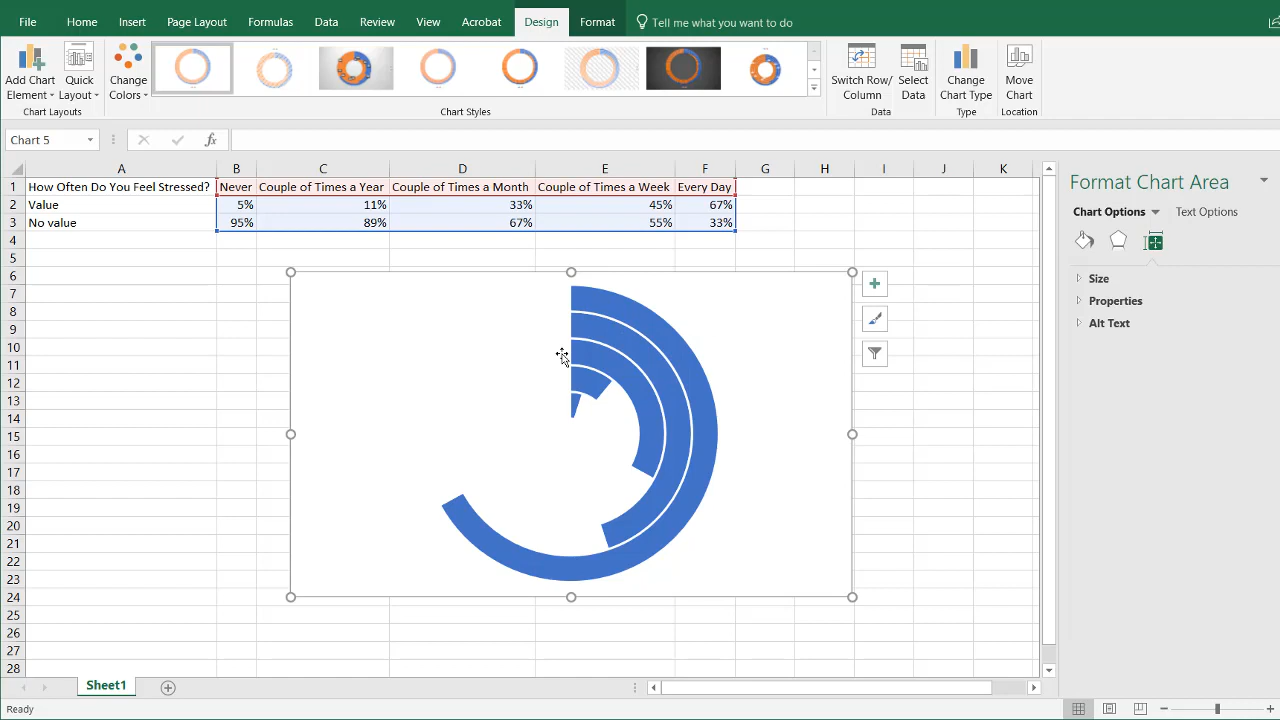 File Home Insert Page Layout Formulas Data Review View Acrobat Design Format Tell me what you want to do
Add Chart Element
Quick Layout
Change Colors
Switch Row/ Column
Select Data
Change Chart Type
Move Chart
Chart Layouts Chart Styles Data Type Location
Chart 5 fx
A B C D E F G H I J K
1 How Often Do You Feel Stressed? Never Couple of Times a Year Couple of Times a Month Couple of Times a Week Every Day
2 Value 5% 11% 33% 45% 67%
3 No value 95% 89% 67% 55% 33%
4
5
6
7
8
9
10
11
12
13
14
15
16
17
18
19
20
21
22
23
24
25
26
27
28
Format Chart Area
Chart Options Text Options
Size
Properties
Alt Text
Sheet1
Ready